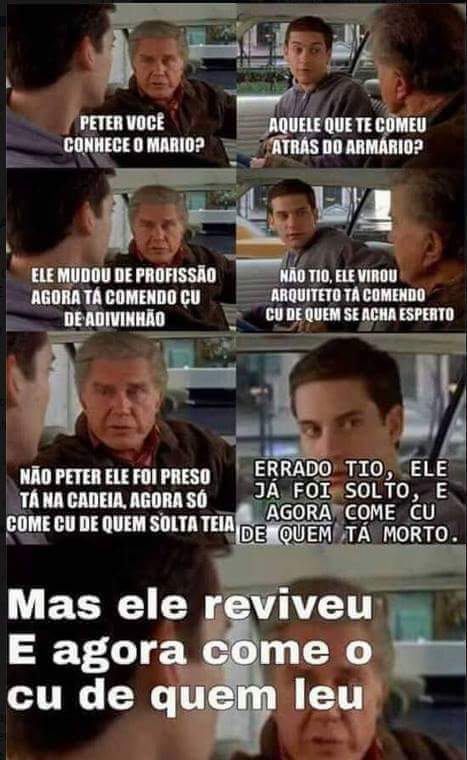 PETER VOCÊ
CONHECE O MARIO?
AQUELE QUE TE COMEU
ATRÁS DO ARMÁRIO?
ELE MUDOU DE PROFISSÃO
AGORA TÁ COMENDO ÇU
DE ADIVINHÃO
NÃO TIO, ELE VIROU
ARQUITETO TÁ COMENDO
CU DE QUEM SE ACHA ESPERTO
NÃO PETER ELE FOI PRESO
TÁ NA CADEIA, AGORA SÓ
COME CU DE QUEM SOLTA TEIA
ERRADO TIO, ELE
JÁ FOI SOLTO, E
AGORA COME CU
DE QUEM TÁ MORTO.
Mas ele reviveu
E agora come o
cu de quem leu